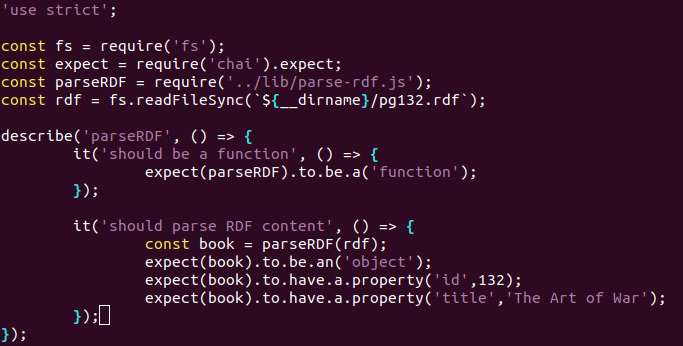 'use strict';
const fs = require('fs');
const expect = require('chai').expect;
const parseRDF = require('../lib/parse-rdf.js');
const rdf = fs.readFileSync(`${__dirname}/pg132.rdf`);
describe('parseRDF', () => {
        it('should be a function', () => {
                expect(parseRDF).to.be.a('function');
        });
        it('should parse RDF content', () => {
                const book = parseRDF(rdf);
                expect(book).to.be.an('object');
                expect(book).to.have.a.property('id',132);
                expect(book).to.have.a.property('title','The Art of War');
        });
});